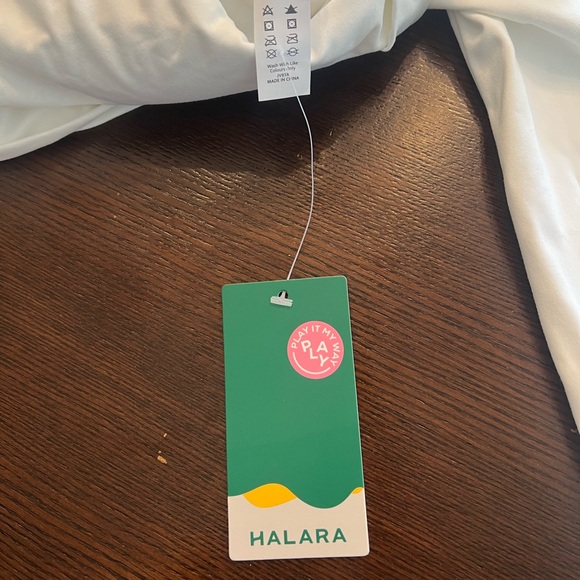 Wash With Like
Colours Only
MADE IN CHINA
PLAY IT MY WAY
PLAY
HALARA